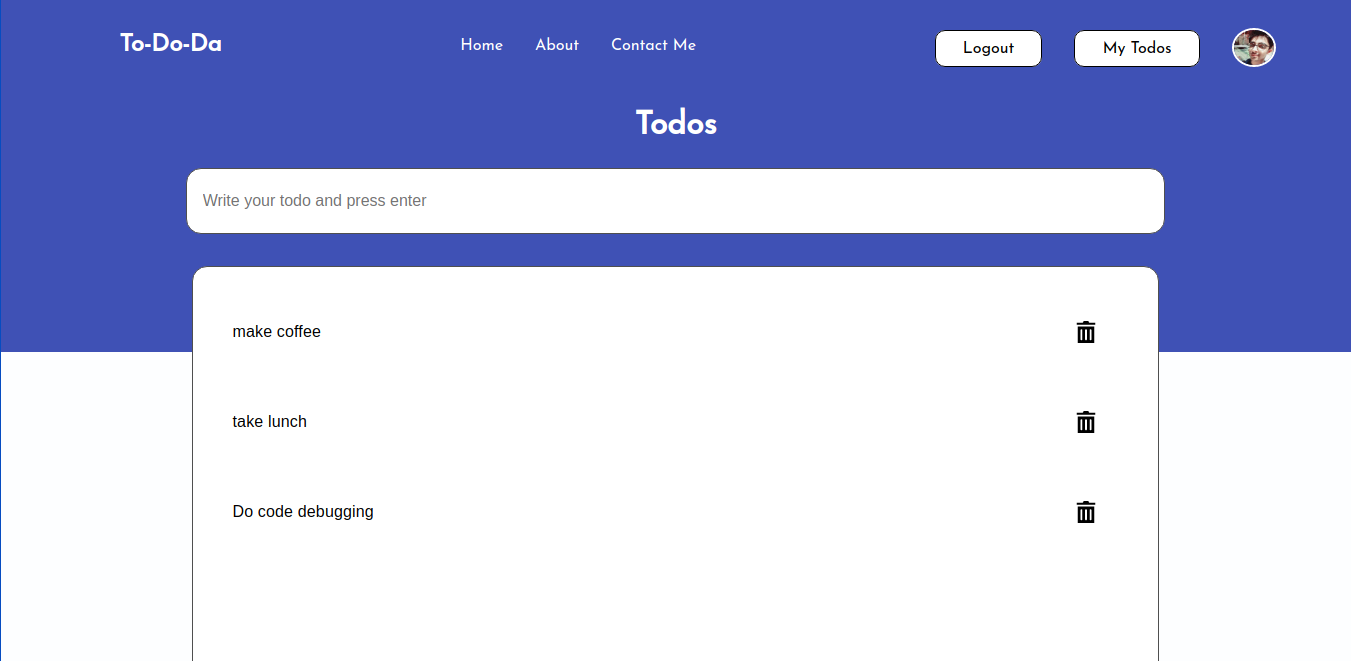 To-Do-Da
Home About Contact Me
Logout
My Todos
Todos
Write your todo and press enter
make coffee
take lunch
Do code debugging